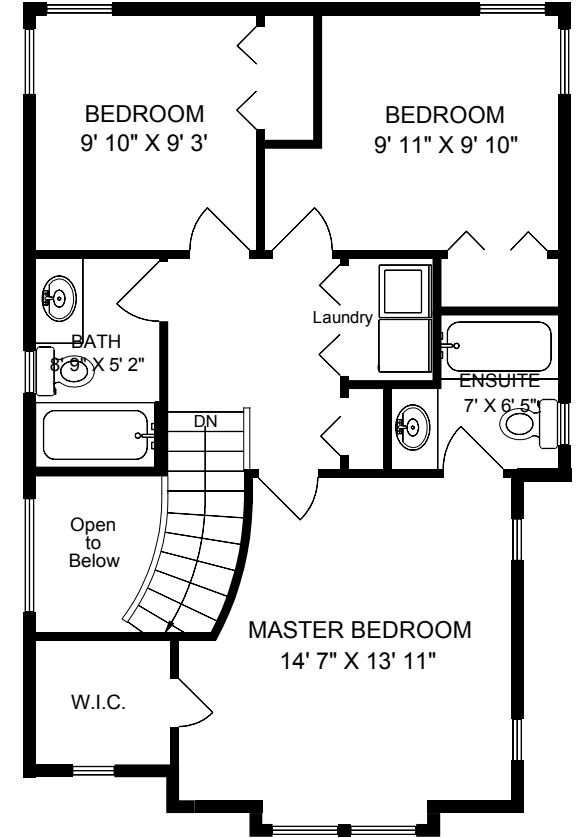 BEDROOM
9' 10" X 9' 3'
BEDROOM
9' 11" X 9' 10"
Laundry
BATH
8' 9" X 5' 2"
ENSUITE
7' X 6' 5"
DN
Open
to
Below
MASTER BEDROOM
14' 7" X 13' 11"
W.I.C.